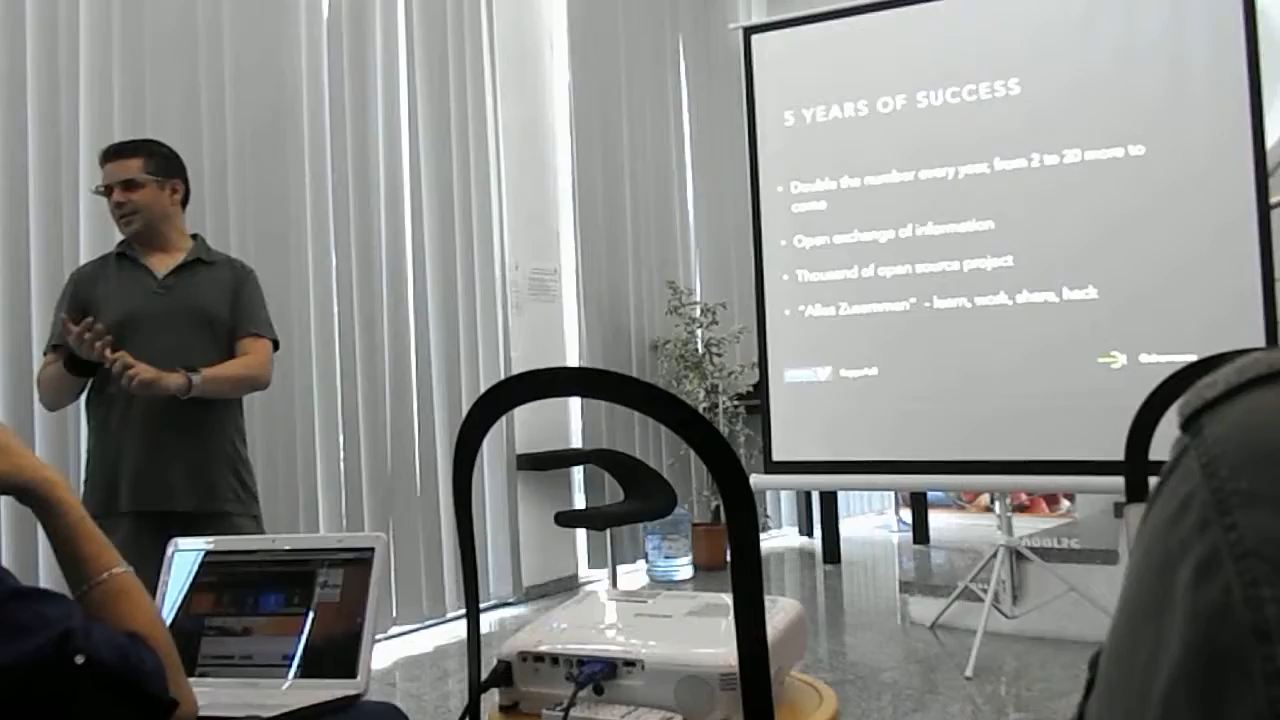 5 YEARS OF SUCCESS
• Double the number every year, from 2 to 20 more to
come
• Open exchange of information
• Thousand of open source project
• "Alles Zusammen" - learn, work, share, hack